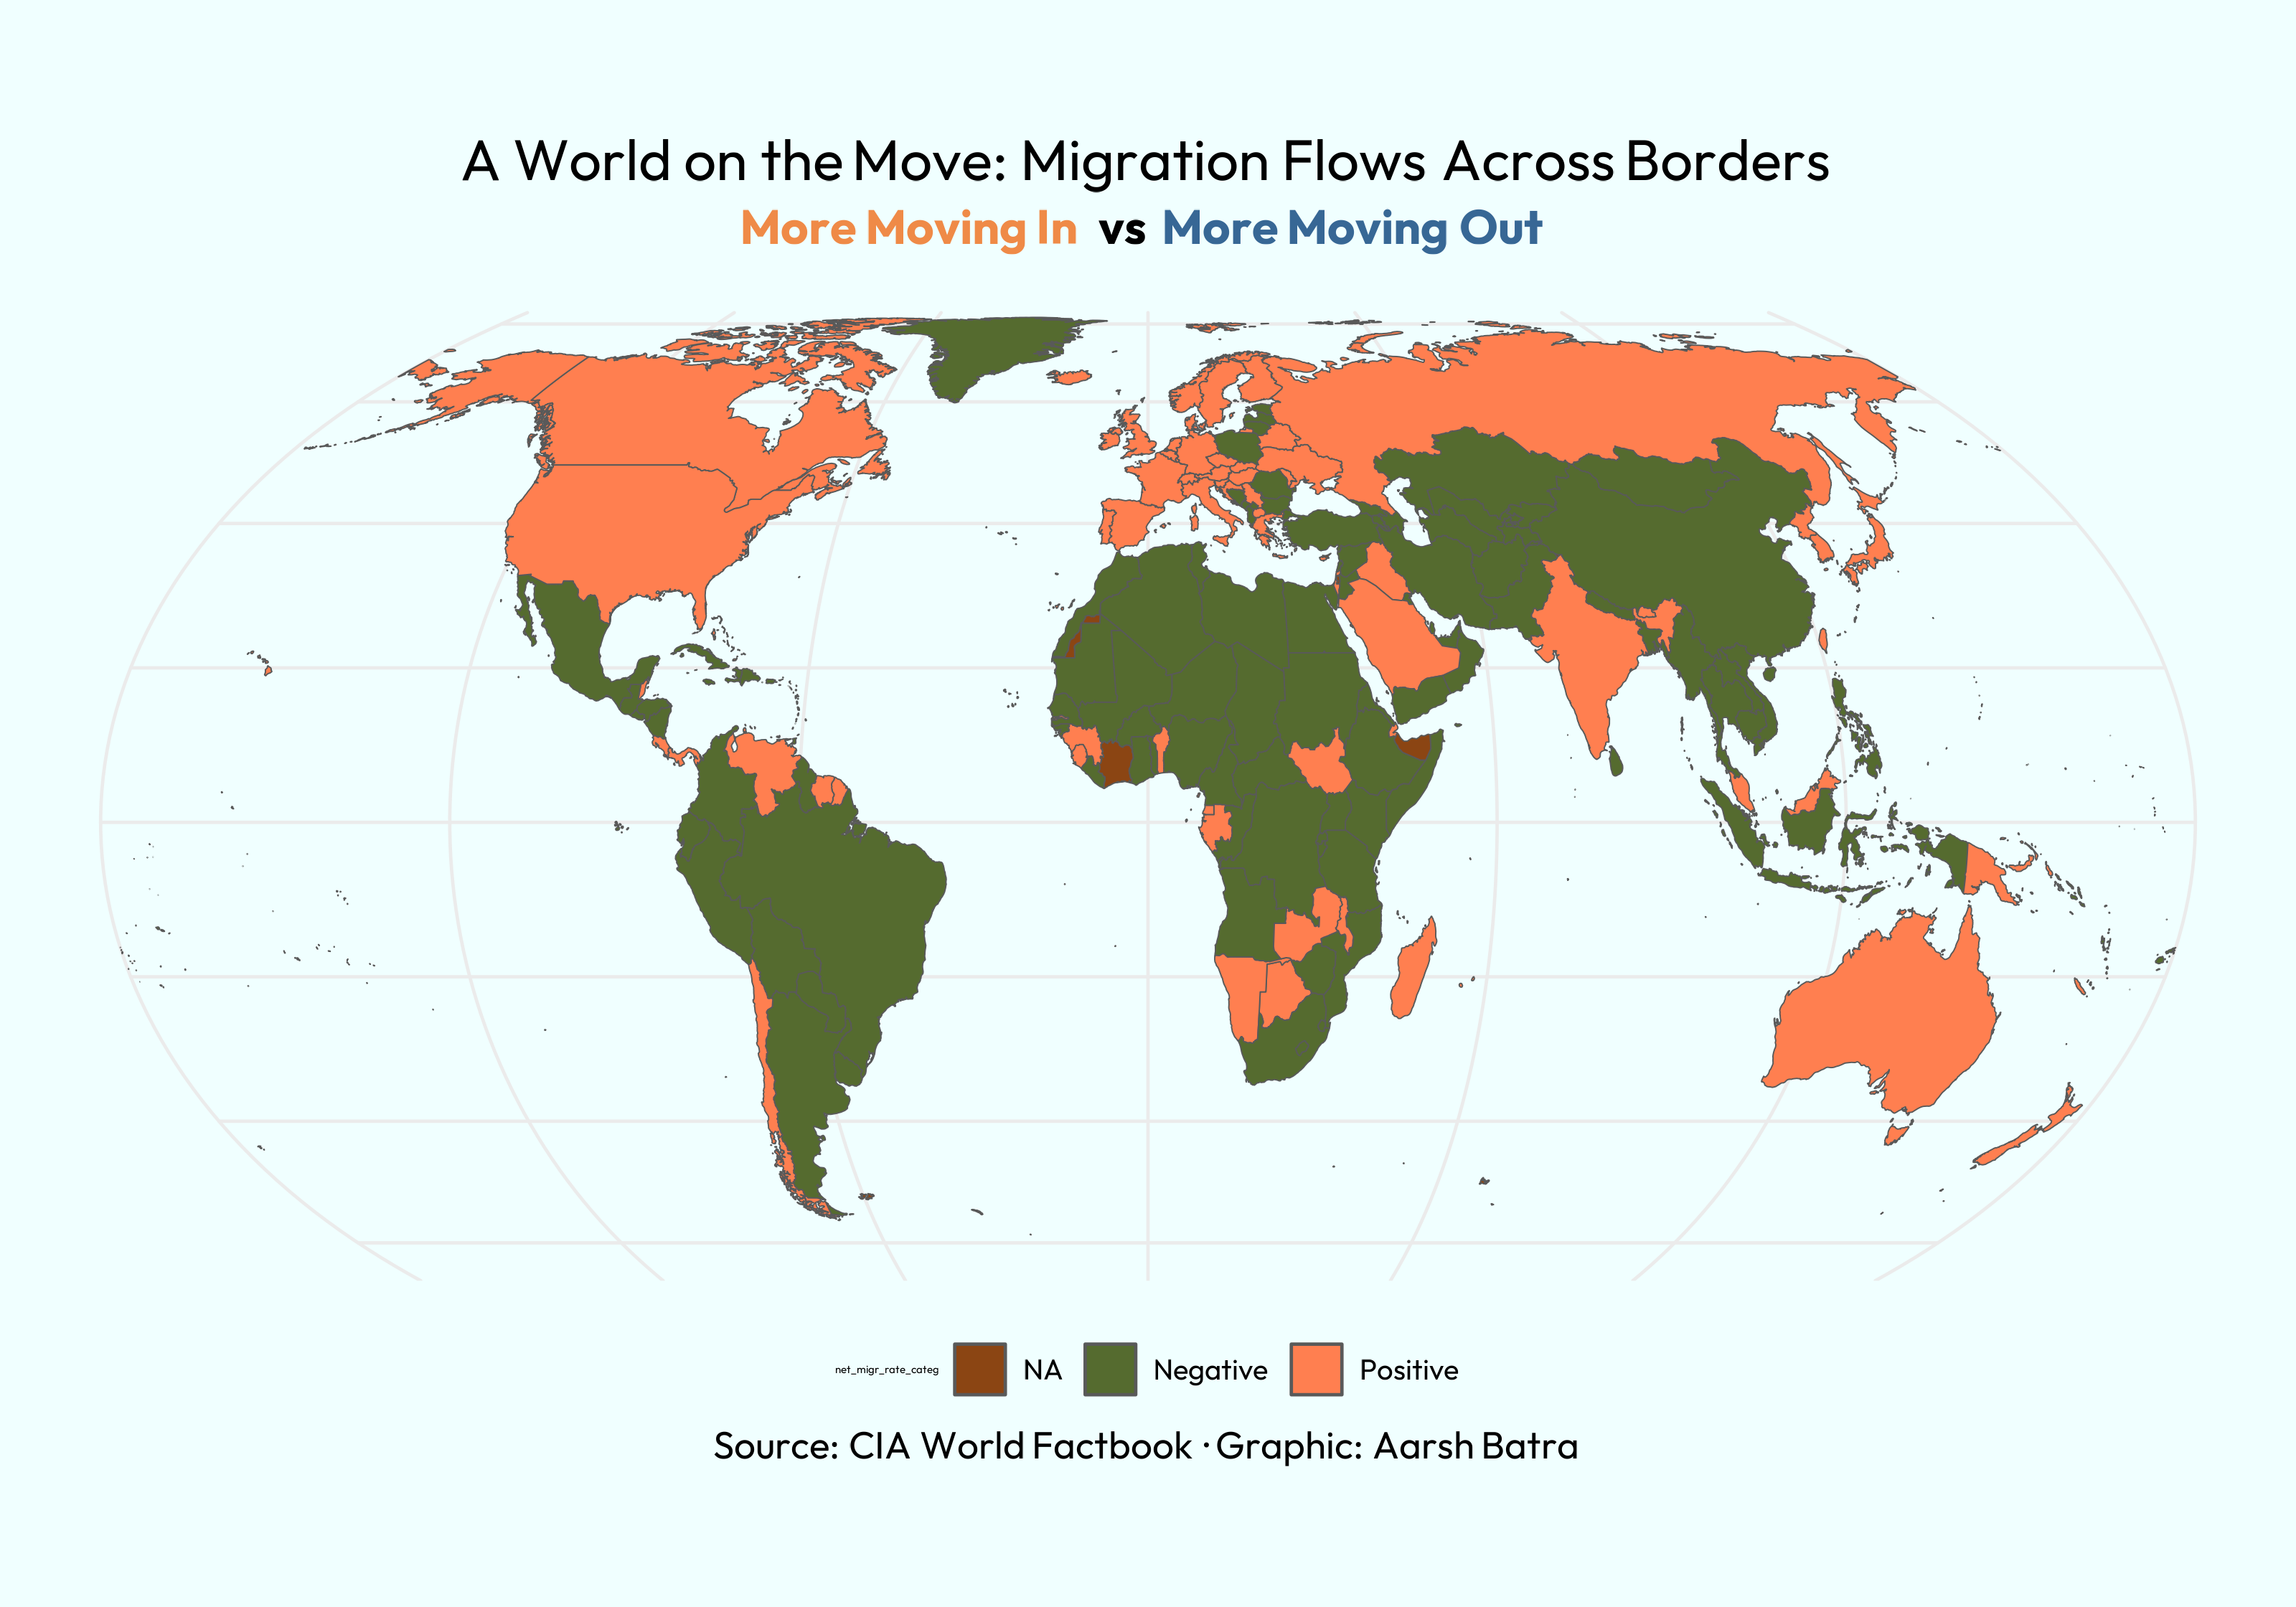 A World on the Move: Migration Flows Across Borders
More Moving In vs More Moving Out
net_migr_rate_categ NA Negative Positive
Source: CIA World Factbook · Graphic: Aarsh Batra